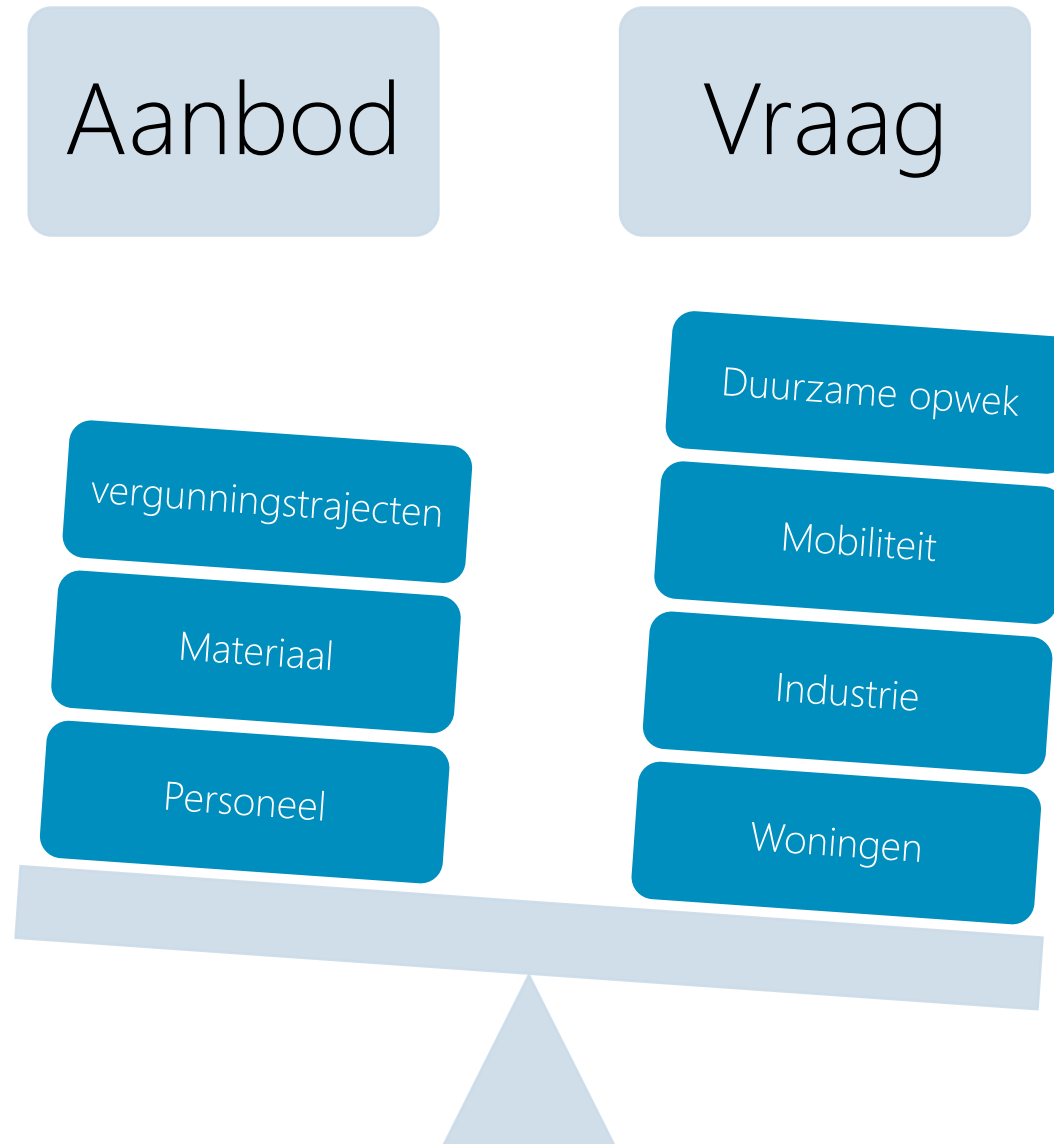 Aanbod
Vraag
vergunningstrajecten
Materiaal
Personeel
Duurzame opwek
Mobiliteit
Industrie
Woningen